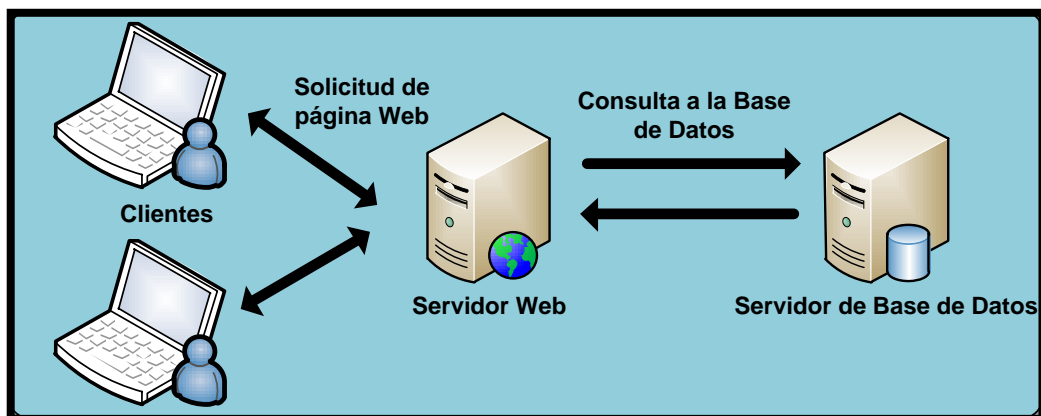 Solicitud de
página Web
Consulta a la Base
de Datos
Clientes
Servidor Web
Servidor de Base de Datos